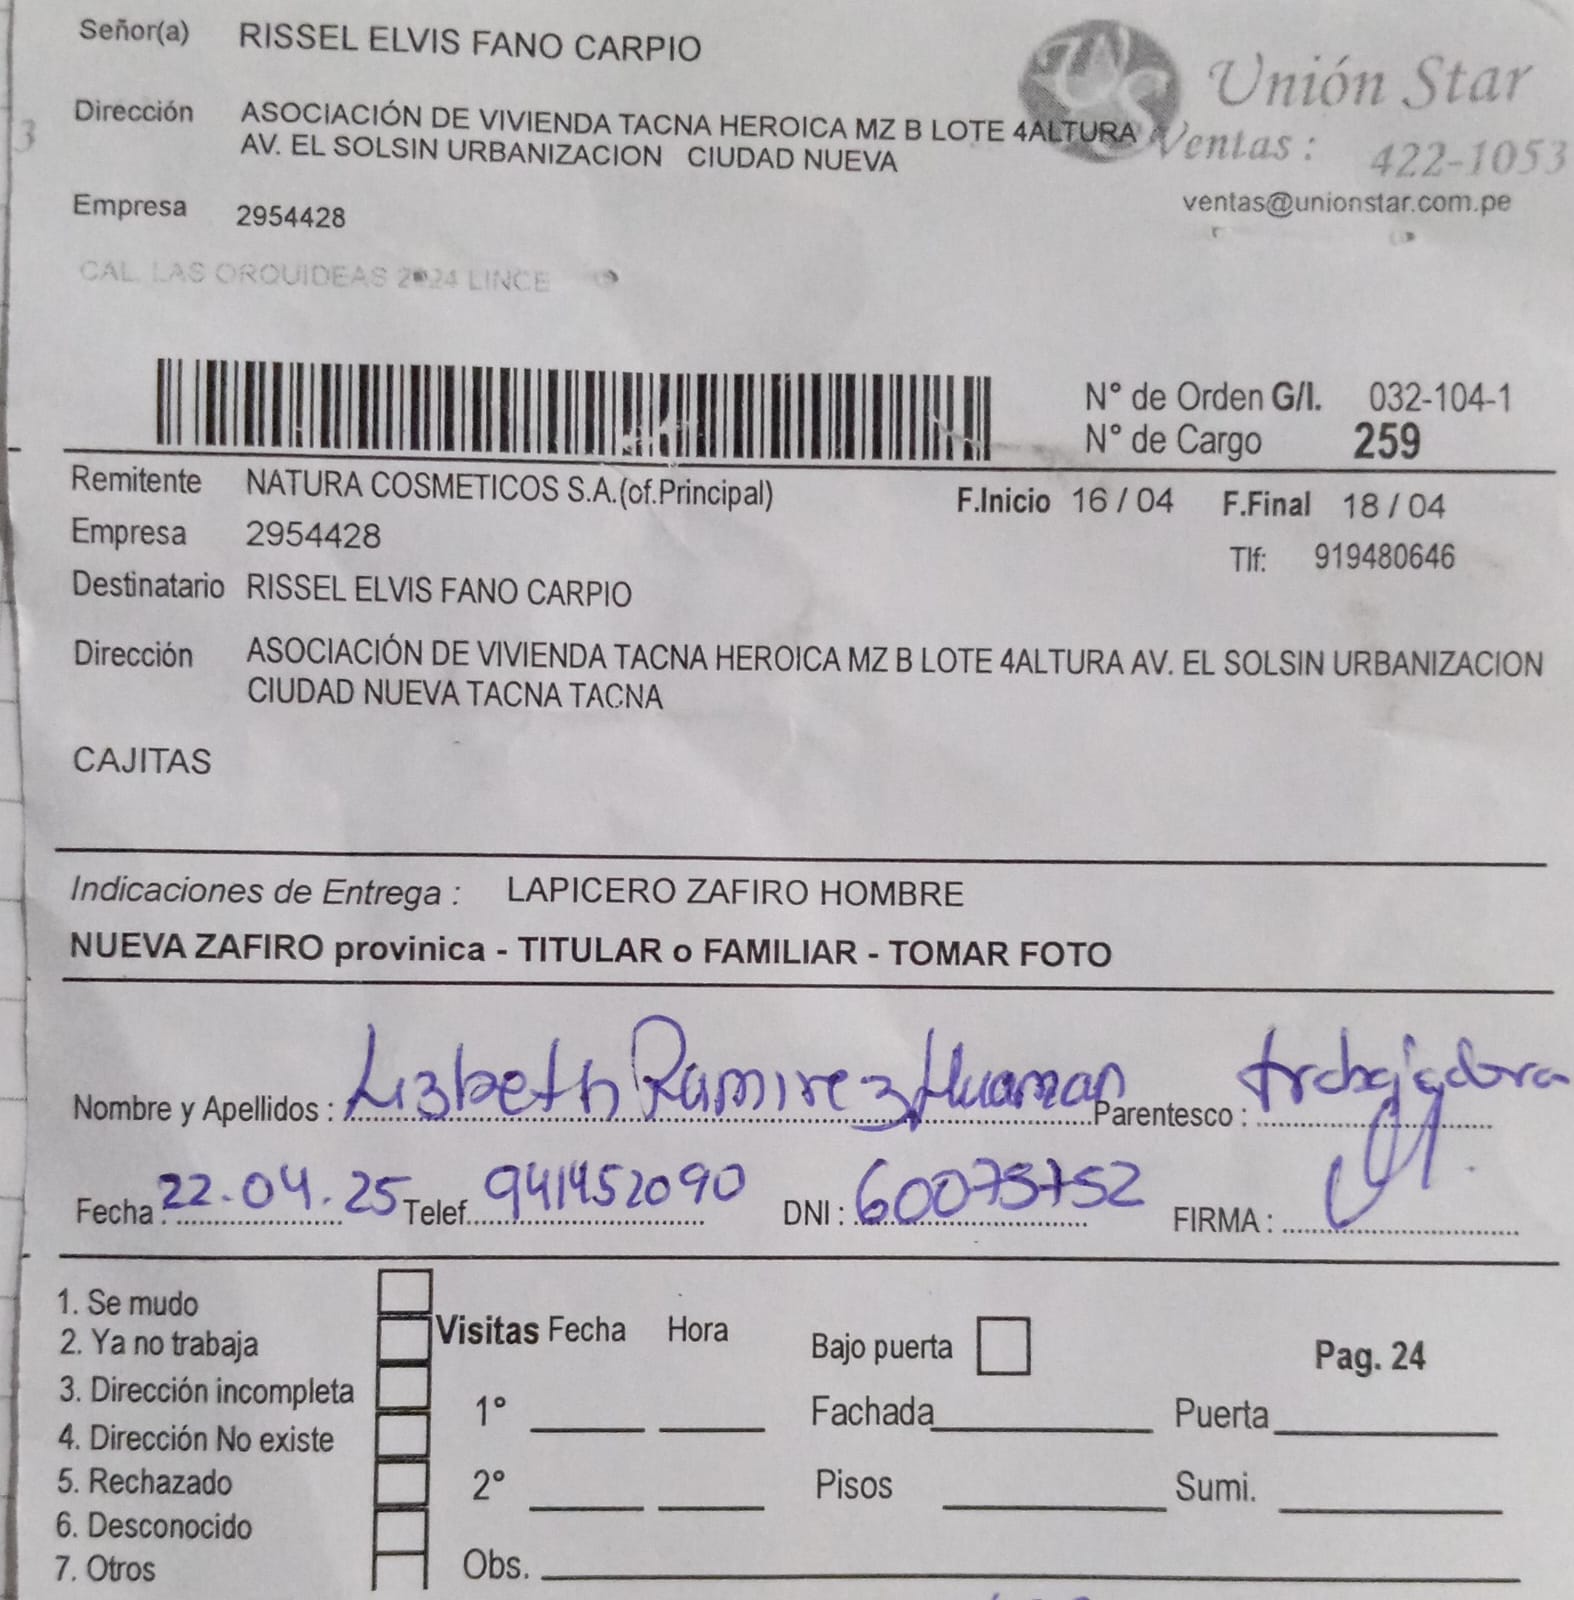 Señor(a) RISSEL ELVIS FANO CARPIO
Unión Star
Dirección ASOCIACIÓN DE VIVIENDA TACNA HEROICA MZ B LOTE 4ALTURA
AV. EL SOLSIN URBANIZACION CIUDAD NUEVA
Ventas : 422-1053
Empresa 2954428
ventas@unionstar.com.pe
CAL. LAS ORQUIDEAS 2024 LINCE
N° de Orden G/I. 032-104-1
N° de Cargo 259
Remitente NATURA COSMETICOS S.A.(of.Principal) F.Inicio 16 / 04 F.Final 18 / 04
Empresa 2954428 Tlf: 919480646
Destinatario RISSEL ELVIS FANO CARPIO
Dirección ASOCIACIÓN DE VIVIENDA TACNA HEROICA MZ B LOTE 4ALTURA AV. EL SOLSIN URBANIZACION
CIUDAD NUEVA TACNA TACNA
CAJITAS
Indicaciones de Entrega : LAPICERO ZAFIRO HOMBRE
NUEVA ZAFIRO provinica - TITULAR o FAMILIAR - TOMAR FOTO
Nombre y Apellidos : Lizbeth Ramirez Huaman Parentesco : trabajadora
Fecha : 22.04.25 Telef. 941452090 DNI : 60075752 FIRMA :
1. Se mudo
2. Ya no trabaja
3. Dirección incompleta
4. Dirección No existe
5. Rechazado
6. Desconocido
7. Otros
Visitas Fecha Hora
1°
2°
Obs.
Bajo puerta Pag. 24
Fachada Puerta
Pisos Sumi.